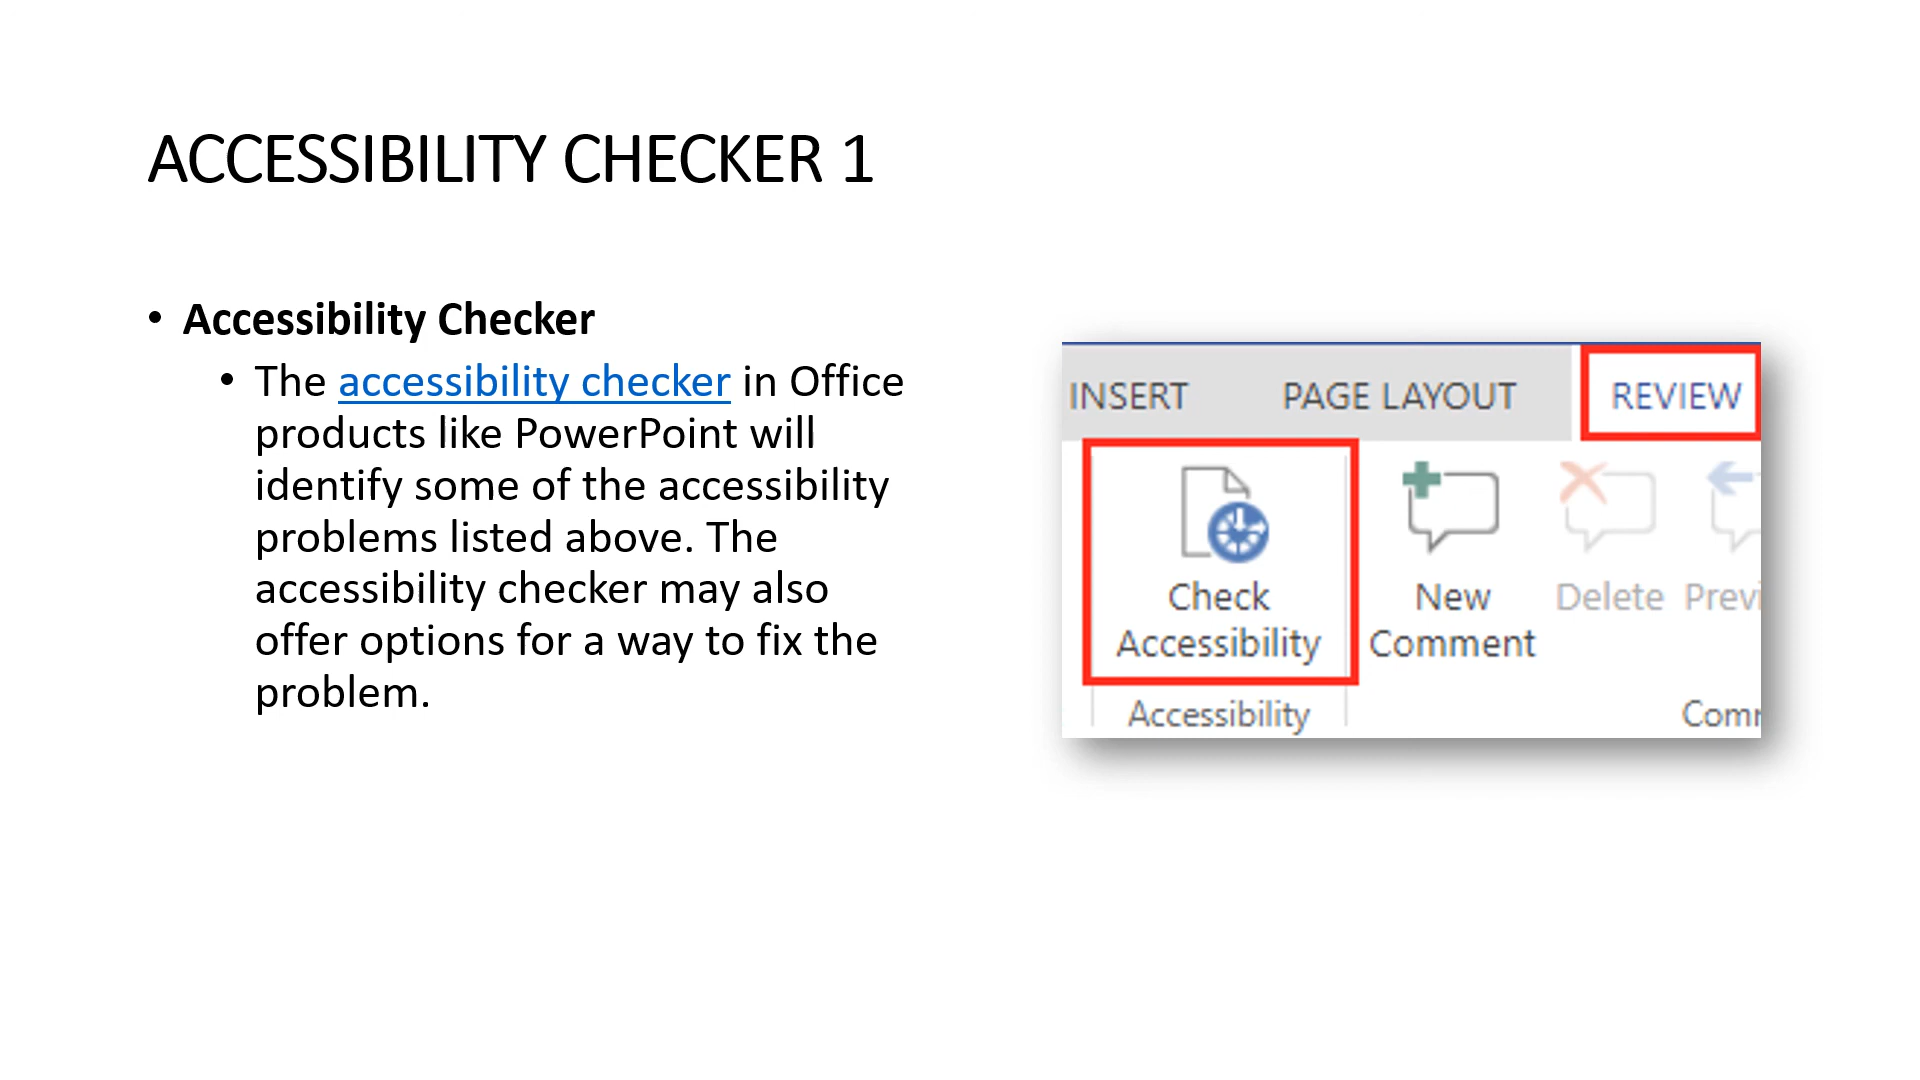 ACCESSIBILITY CHECKER 1
• Accessibility Checker
• The accessibility checker in Office
products like PowerPoint will
identify some of the accessibility
problems listed above. The
accessibility checker may also
offer options for a way to fix the
problem.
INSERT PAGE LAYOUT REVIEW
Check New Delete Previ
Accessibility Comment
Accessibility Comm